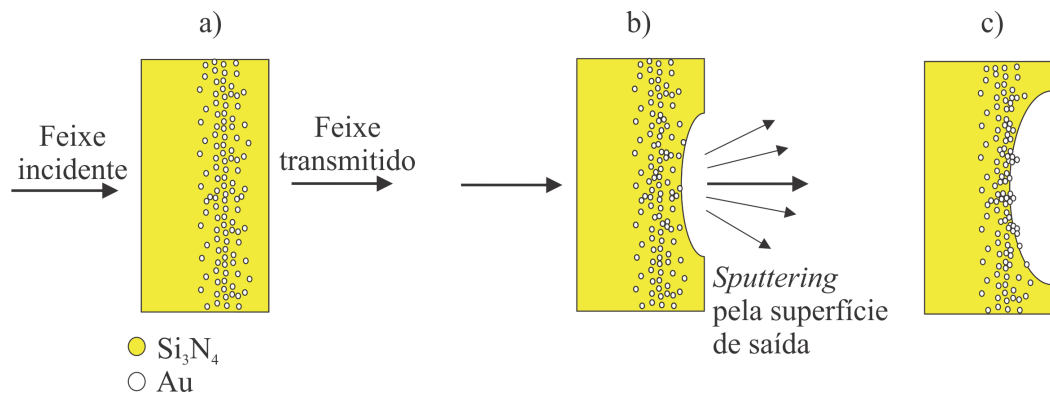 a)
b)
c)
Feixe
incidente
Feixe
transmitido
Sputtering
pela superfície
de saída
Si₃N₄
Au